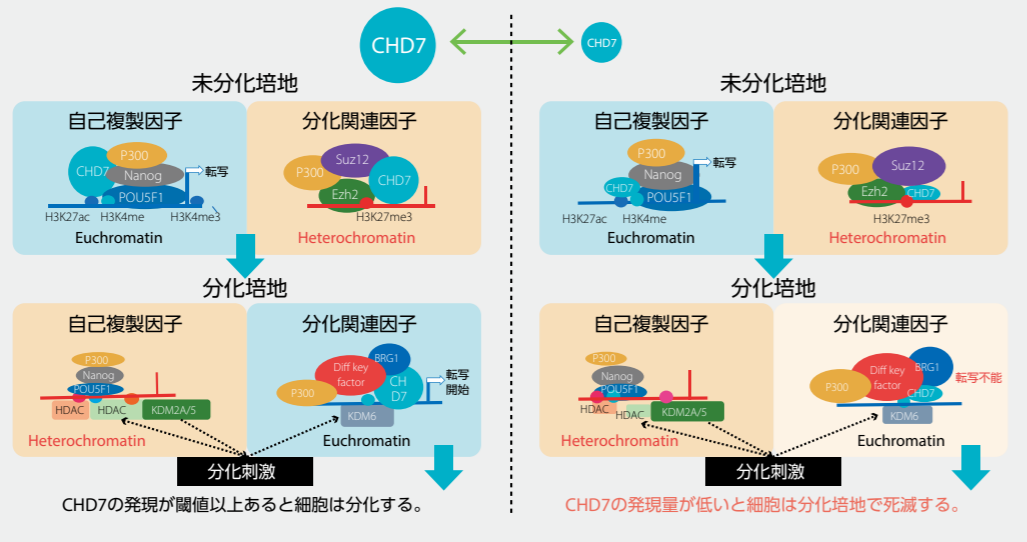 CHD7
CHD7
未分化培地
自己複製因子
分化関連因子
P300
CHD7
Nanog
転写
POU5F1
H3K27ac
H3K4me
H3K4me3
Euchromatin
Suz12
P300
CHD7
Ezh2
H3K27me3
Heterochromatin
分化培地
自己複製因子
分化関連因子
P300
Nanog
POU5F1
HDAC
HDAC
KDM2A/5
Heterochromatin
BRG1
Diff key
factor
CH
D7
P300
転写
開始
KDM6
Euchromatin
分化刺激
CHD7の発現が閾値以上あると細胞は分化する。
未分化培地
自己複製因子
分化関連因子
P300
Nanog
転写
CHD7
POU5F1
H3K27ac
H3K4me
Euchromatin
Suz12
P300
Ezh2
CHD7
H3K27me3
Heterochromatin
分化培地
自己複製因子
分化関連因子
P300
Nanog
POU5F1
HDAC
HDAC
KDM2A/5
Heterochromatin
BRG1
Diff key
factor
転写不能
P300
CHD7
KDM6
Euchromatin
分化刺激
CHD7の発現量が低いと細胞は分化培地で死滅する。